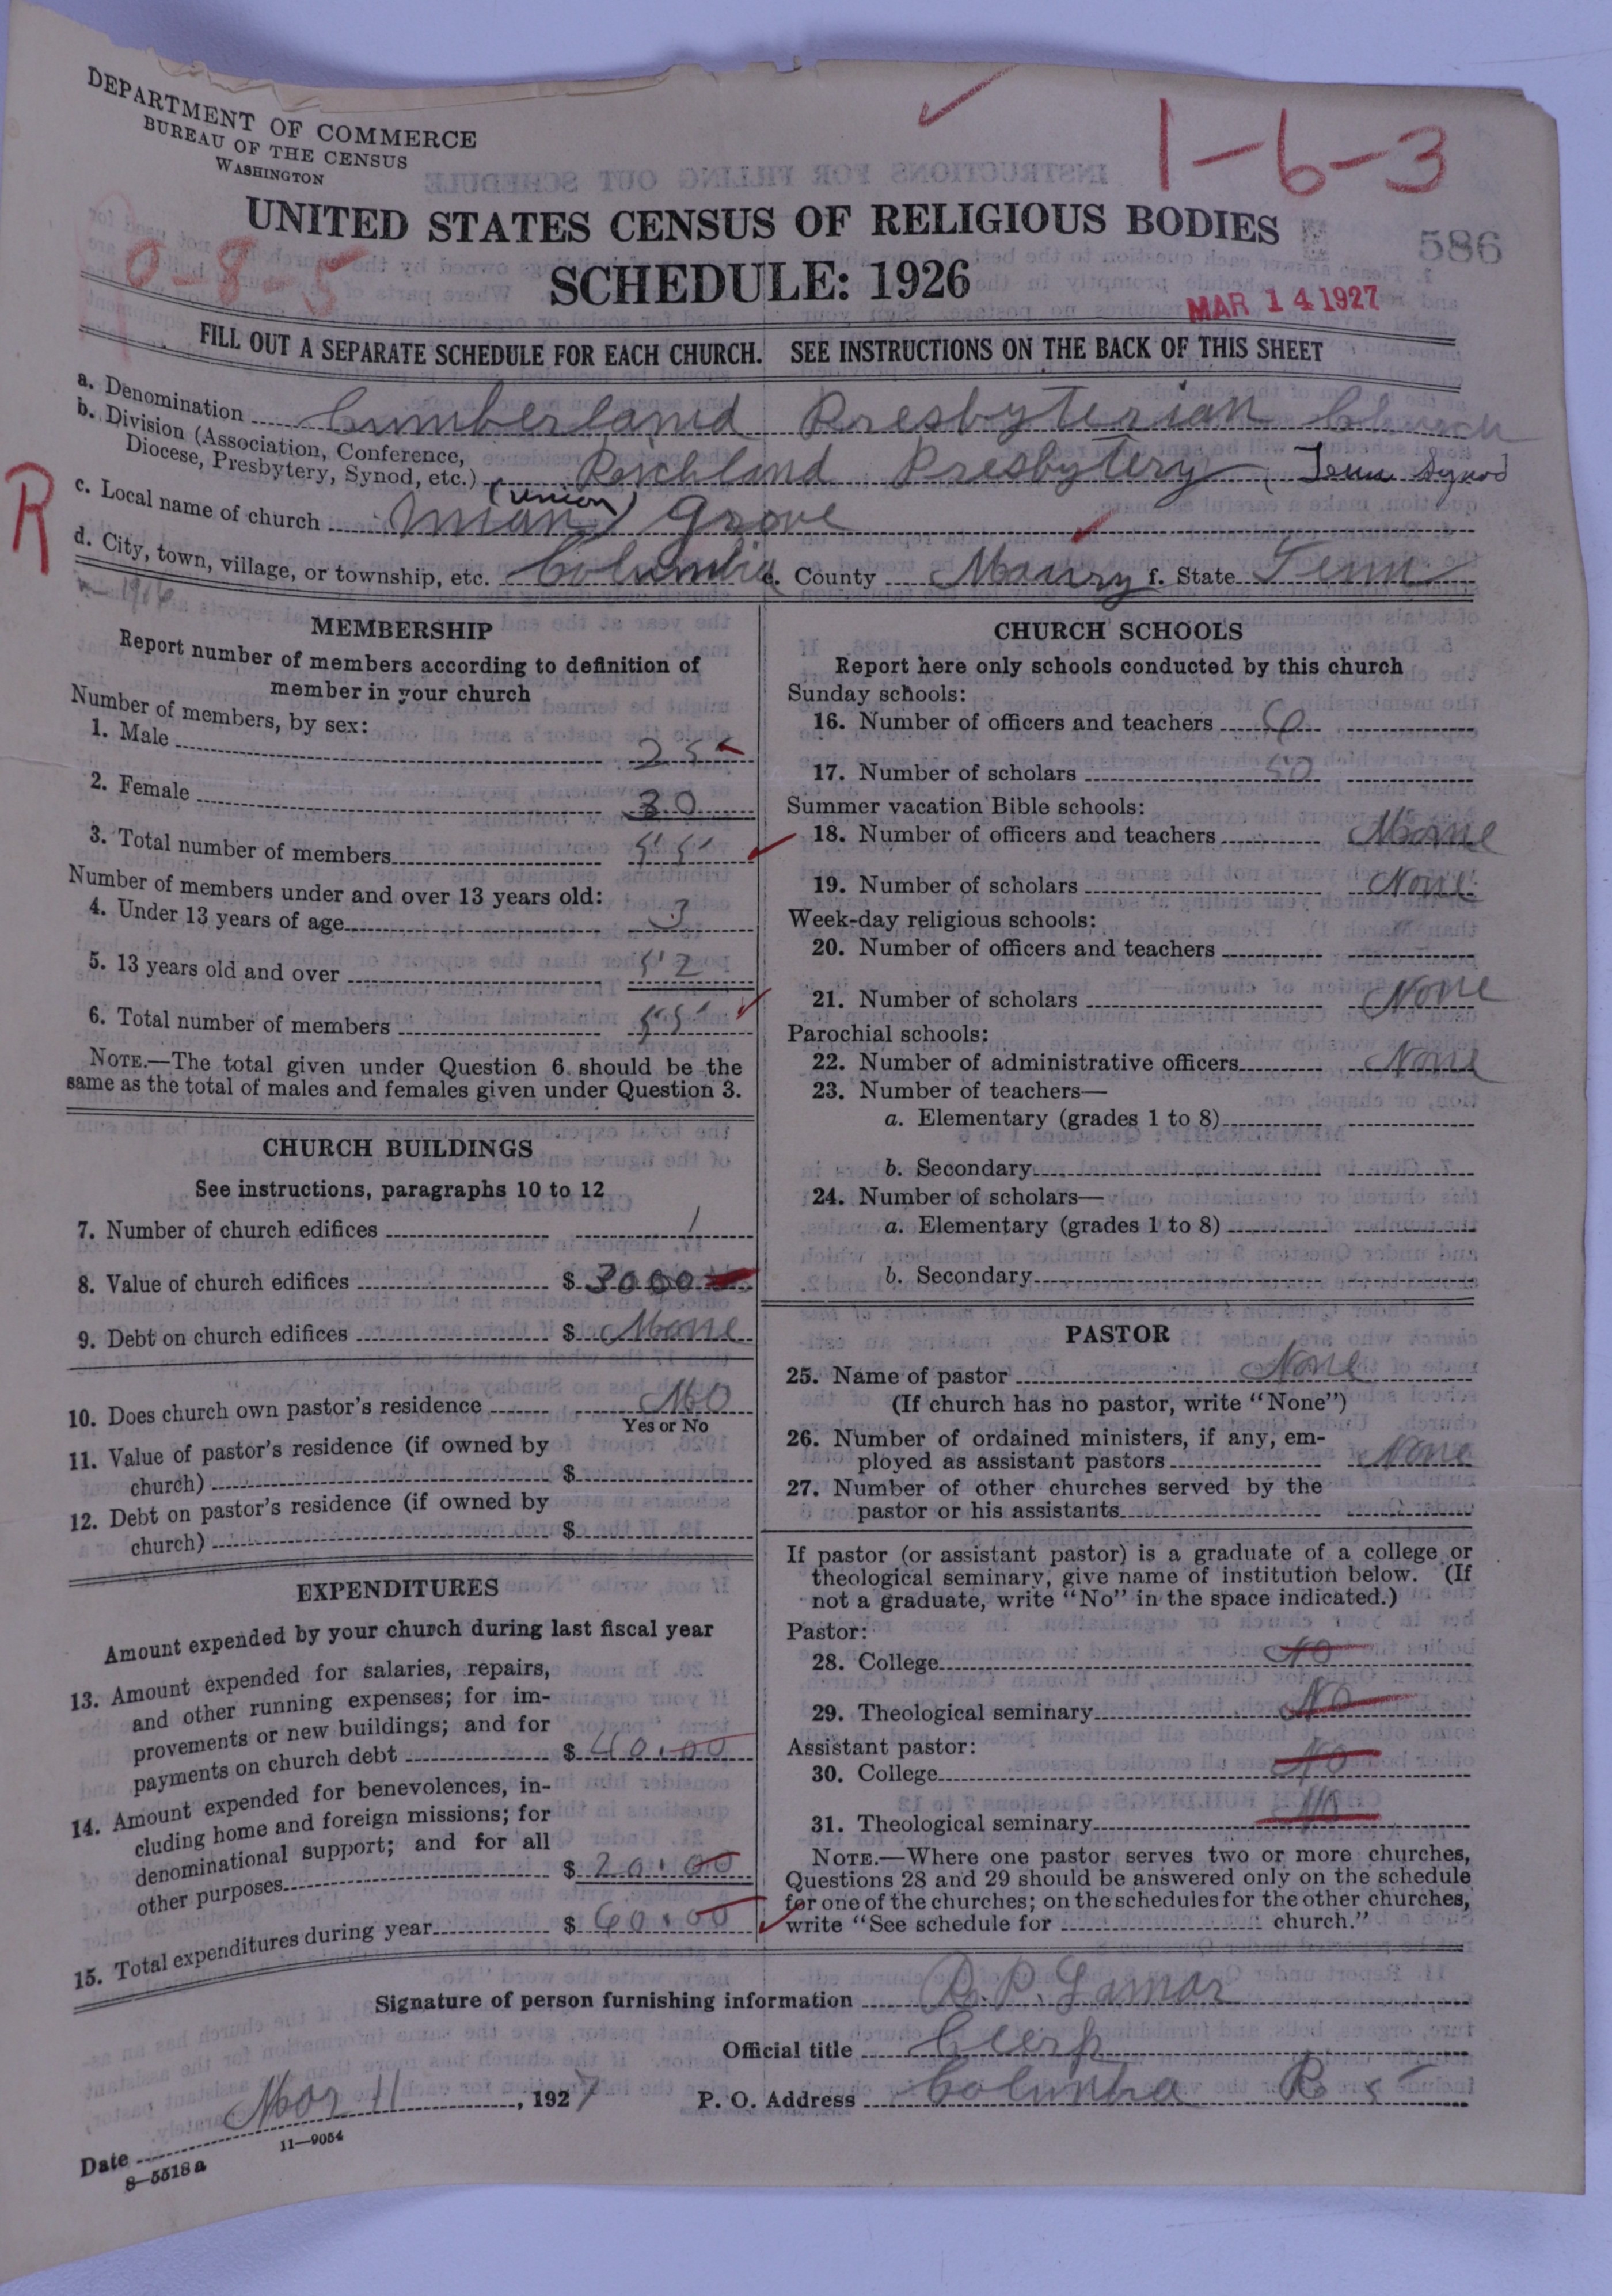 DEPARTMENT OF COMMERCE
BUREAU OF THE CENSUS
WASHINGTON
1-6-3
UNITED STATES CENSUS OF RELIGIOUS BODIES
586
0-8-5
SCHEDULE: 1926
MAR 14 1927
FILL OUT A SEPARATE SCHEDULE FOR EACH CHURCH. SEE INSTRUCTIONS ON THE BACK OF THIS SHEET
a. Denomination Cumberland Presbyterian Church
b. Division (Association, Conference,
Diocese, Presbytery, Synod, etc.) Richland Presbytery (Tenn Synod
R
c. Local name of church (Union) Grove
d. City, town, village, or township, etc. Columbia e. County Maury f. State Tenn
1916
MEMBERSHIP
Report number of members according to definition of
member in your church
Number of members, by sex:
1. Male 25
2. Female 30
3. Total number of members 55
Number of members under and over 13 years old:
4. Under 13 years of age 3
5. 13 years old and over 52
6. Total number of members 55
NOTE.—The total given under Question 6 should be the
same as the total of males and females given under Question 3.
CHURCH BUILDINGS
See instructions, paragraphs 10 to 12
7. Number of church edifices 1
8. Value of church edifices $ 3000
9. Debt on church edifices $ None
10. Does church own pastor's residence No
Yes or No
11. Value of pastor's residence (if owned by
church) $
12. Debt on pastor's residence (if owned by
church) $
EXPENDITURES
Amount expended by your church during last fiscal year
13. Amount expended for salaries, repairs,
and other running expenses; for im-
provements or new buildings; and for
payments on church debt $ 40.00
14. Amount expended for benevolences, in-
cluding home and foreign missions; for
denominational support; and for all
other purposes $ 20.00
15. Total expenditures during year $ 60.00
CHURCH SCHOOLS
Report here only schools conducted by this church
Sunday schools:
16. Number of officers and teachers 6
17. Number of scholars 50
Summer vacation Bible schools:
18. Number of officers and teachers None
19. Number of scholars None
Week-day religious schools:
20. Number of officers and teachers
21. Number of scholars None
Parochial schools:
22. Number of administrative officers None
23. Number of teachers—
a. Elementary (grades 1 to 8)
b. Secondary
24. Number of scholars—
a. Elementary (grades 1 to 8)
b. Secondary
PASTOR
25. Name of pastor None
(If church has no pastor, write "None")
26. Number of ordained ministers, if any, em-
ployed as assistant pastors None
27. Number of other churches served by the
pastor or his assistants
If pastor (or assistant pastor) is a graduate of a college or
theological seminary, give name of institution below. (If
not a graduate, write "No" in the space indicated.)
Pastor:
28. College No
29. Theological seminary No
Assistant pastor:
30. College No
31. Theological seminary No
NOTE.—Where one pastor serves two or more churches,
Questions 28 and 29 should be answered only on the schedule
for one of the churches; on the schedules for the other churches,
write "See schedule for church."
Signature of person furnishing information R. P. Lamar
Official title Clerk
Date Mar 11, 1927 P. O. Address Columbia R 5
11—9054
8—5518a